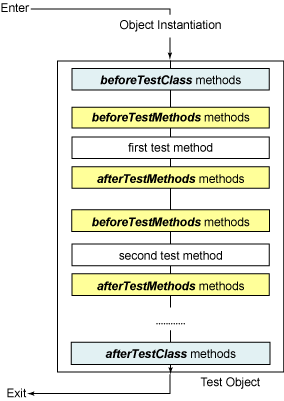 Enter
Object Instantiation
beforeTestClass methods
beforeTestMethods methods
first test method
afterTestMethods methods
beforeTestMethods methods
second test method
afterTestMethods methods
............
afterTestClass methods
Test Object
Exit